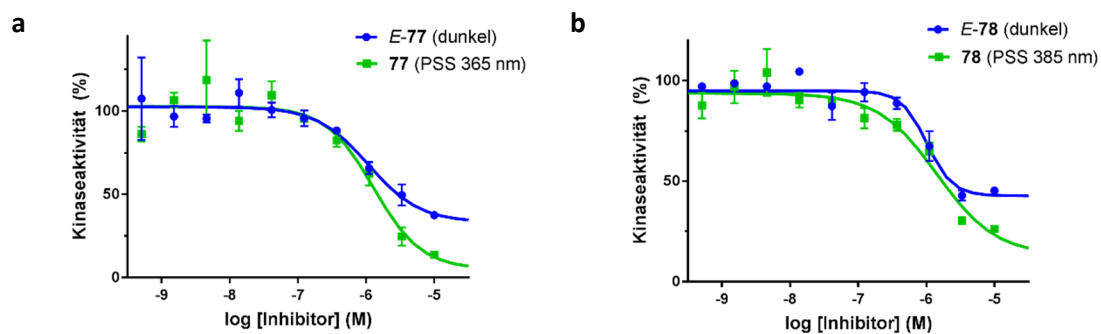 a
E-77 (dunkel)
77 (PSS 365 nm)
Kinaseaktivität (%)
100
50
0
-9 -8 -7 -6 -5
log [Inhibitor] (M)
b
E-78 (dunkel)
78 (PSS 385 nm)
Kinaseaktivität (%)
100
50
0
-9 -8 -7 -6 -5
log [Inhibitor] (M)